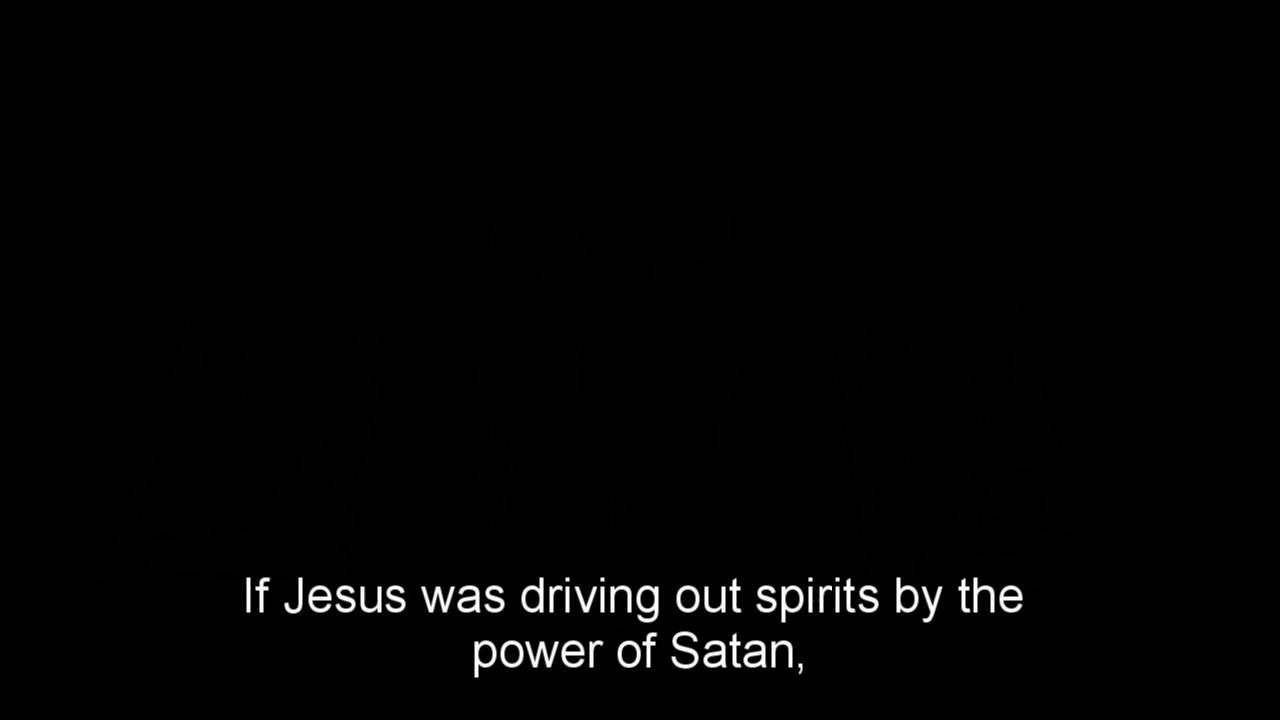 If Jesus was driving out spirits by the
power of Satan,